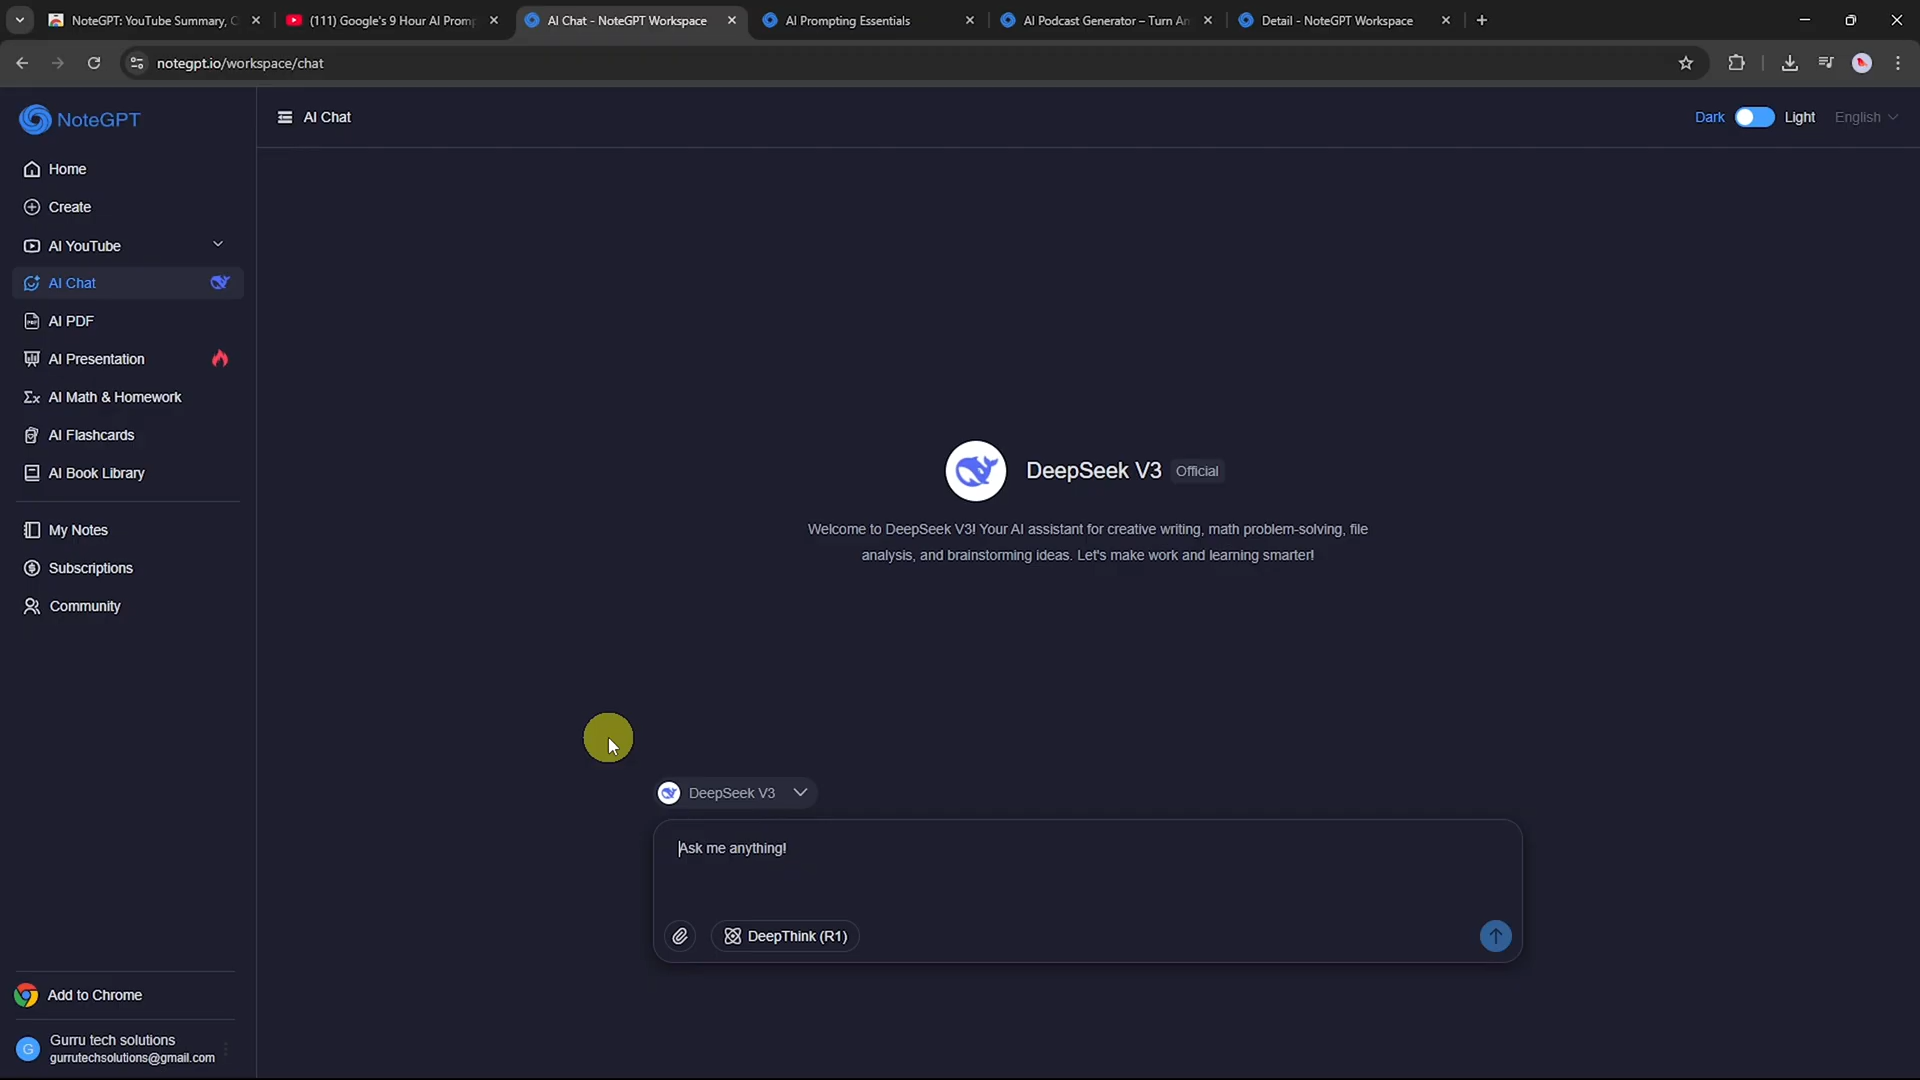 NoteGPT: YouTube Summary, C
(111) Google's 9 Hour AI Prom
AI Chat - NoteGPT Workspace
AI Prompting Essentials
AI Podcast Generator – Turn An
Detail - NoteGPT Workspace
notegpt.io/workspace/chat
NoteGPT
AI Chat
Dark
Light
English
Home
Create
AI YouTube
AI Chat
AI PDF
AI Presentation
AI Math & Homework
AI Flashcards
AI Book Library
My Notes
Subscriptions
Community
DeepSeek V3
Official
Welcome to DeepSeek V3! Your AI assistant for creative writing, math problem-solving, file
analysis, and brainstorming ideas. Let's make work and learning smarter!
DeepSeek V3
Ask me anything!
DeepThink (R1)
Add to Chrome
G
Gurru tech solutions
gurrutechsolutions@gmail.com